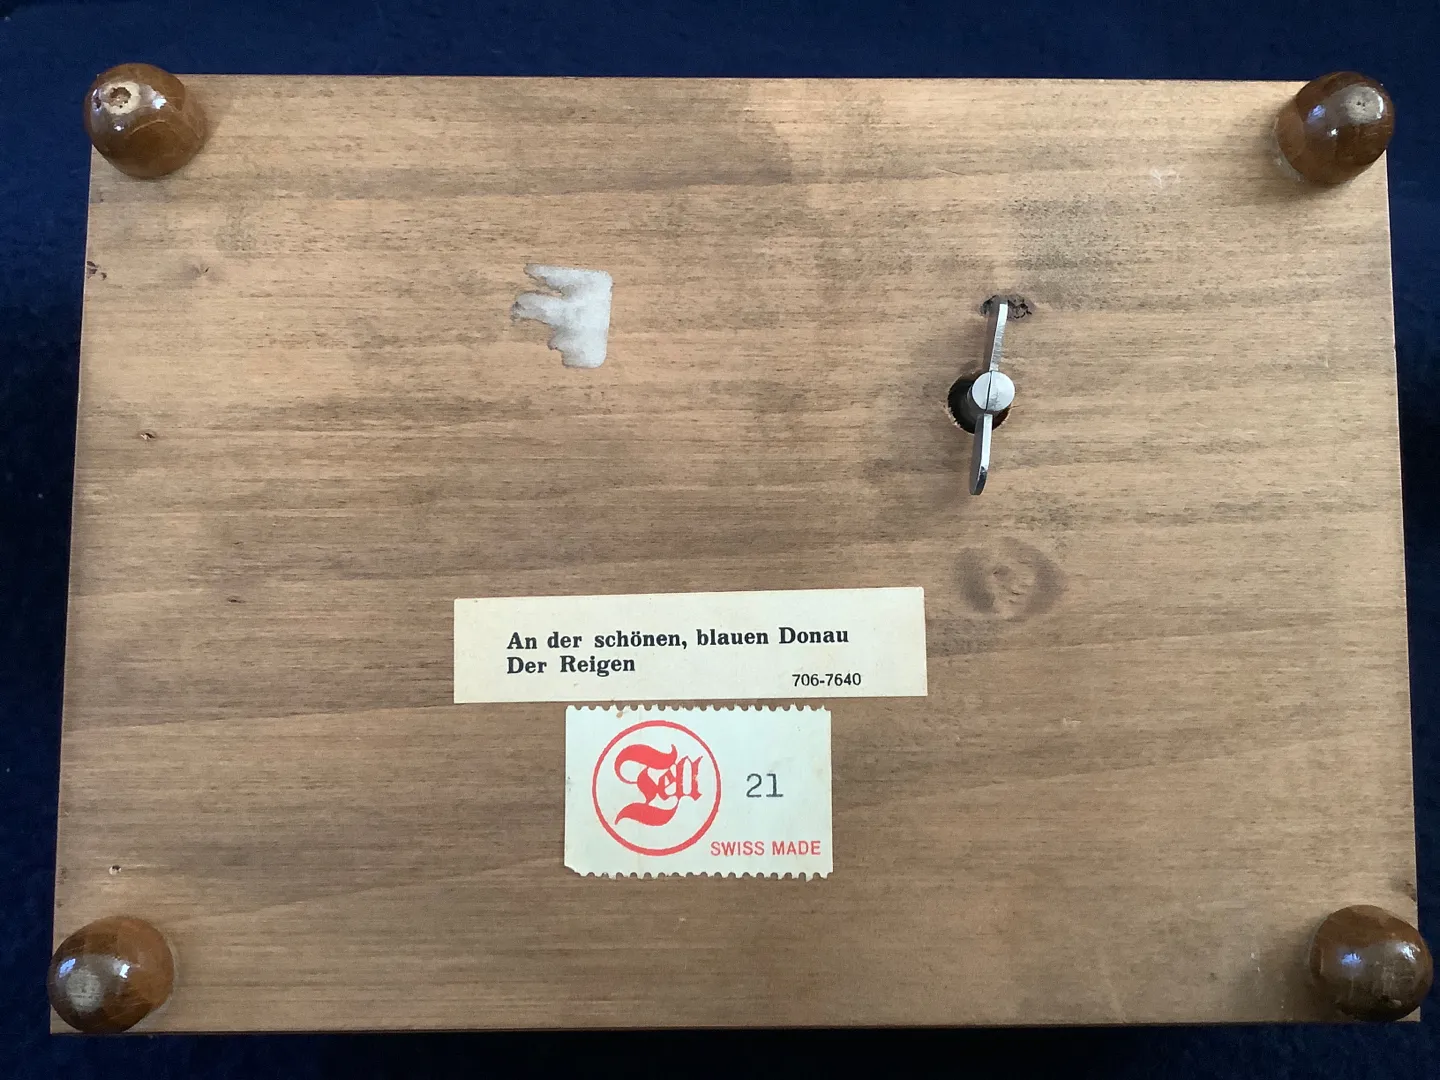 An der schönen, blauen Donau
Der Reigen
706-7640
Tell
21
SWISS MADE